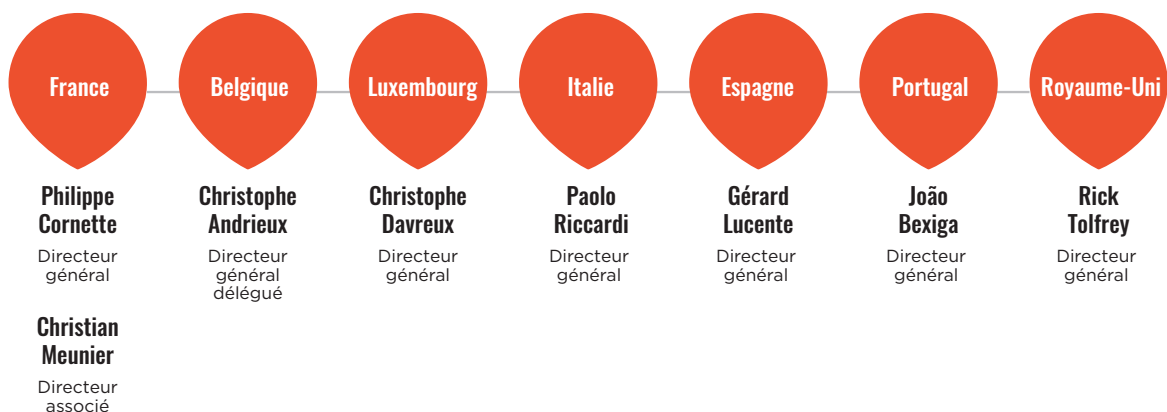 France
Belgique
Luxembourg
Italie
Espagne
Portugal
Royaume-Uni
Philippe
Cornette
Directeur
général
Christian
Meunier
Directeur
associé
Christophe
Andrieux
Directeur
général
délégué
Christophe
Davreux
Directeur
général
Paolo
Riccardi
Directeur
général
Gérard
Lucente
Directeur
général
João
Bexiga
Directeur
général
Rick
Tolfrey
Directeur
général